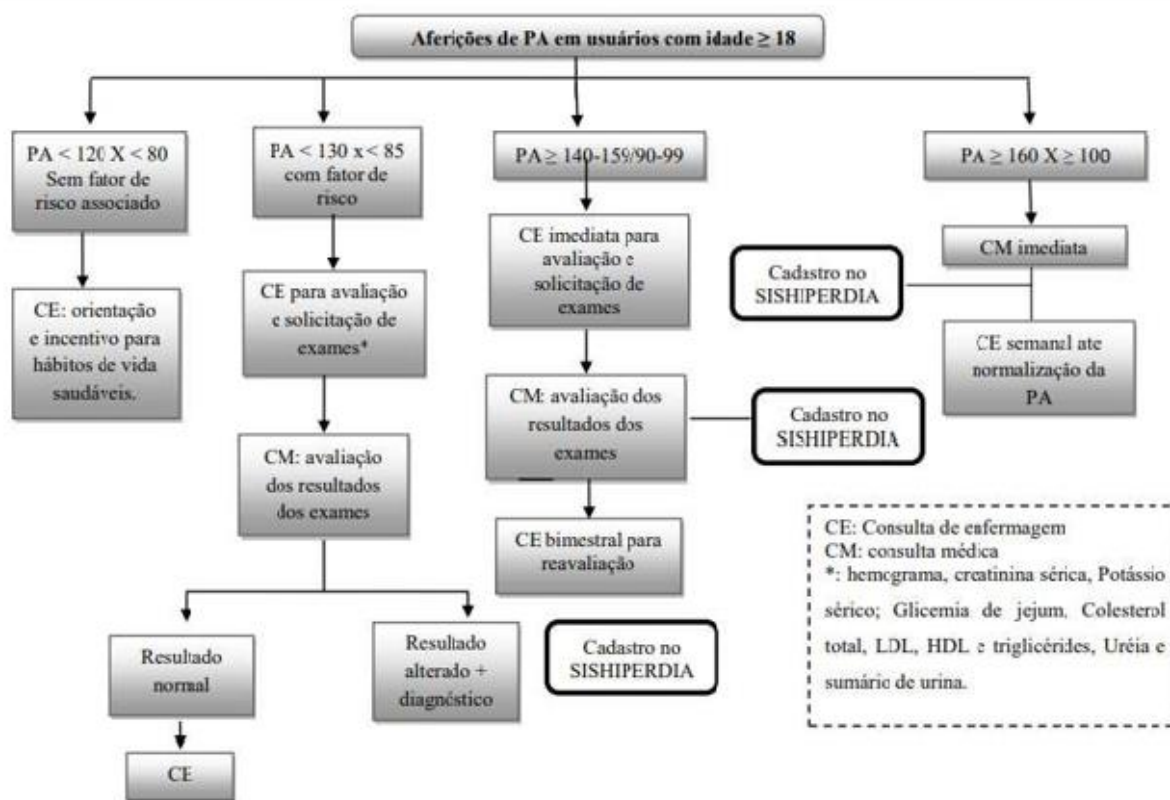 Aferições de PA em usuários com idade ≥ 18
PA < 120 X < 80
Sem fator de
risco associado
CE: orientação
e incentivo para
hábitos de vida
saudáveis.
PA < 130 x < 85
com fator de
risco
CE para avaliação
e solicitação de
exames*
CM: avaliação
dos resultados
dos exames
Resultado
normal
CE
Resultado
alterado +
diagnóstico
Cadastro no
SISHIPERDIA
PA ≥ 140-159/90-99
CE imediata para
avaliação e
solicitação de
exames
CM: avaliação dos
resultados dos
exames
Cadastro no
SISHIPERDIA
CE bimestral para
reavaliação
PA ≥ 160 X ≥ 100
CM imediata
Cadastro no
SISHIPERDIA
CE semanal ate
normalização da
PA
CE: Consulta de enfermagem
CM: consulta médica
*: hemograma, creatinina sérica, Potássio
sérico; Glicemia de jejum, Colesterol
total, LDL, HDL e triglicérides, Uréia e
sumário de urina.